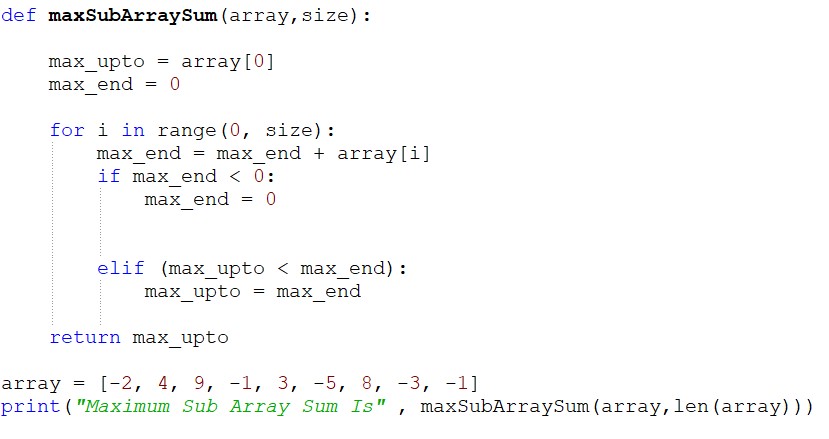 def maxSubArraySum(array,size):
    max_upto = array[0]
    max_end = 0
    for i in range(0, size):
        max_end = max_end + array[i]
        if max_end < 0:
            max_end = 0
        elif (max_upto < max_end):
            max_upto = max_end
    return max_upto
array = [-2, 4, 9, -1, 3, -5, 8, -3, -1]
print("Maximum Sub Array Sum Is" , maxSubArraySum(array,len(array)))